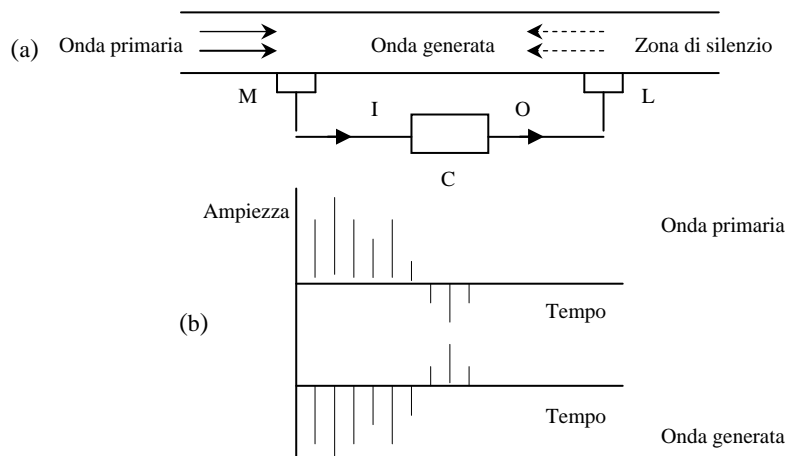 (a)
Onda primaria
Onda generata
Zona di silenzio
M
I
O
L
C
Ampiezza
Onda primaria
Tempo
(b)
Tempo
Onda generata